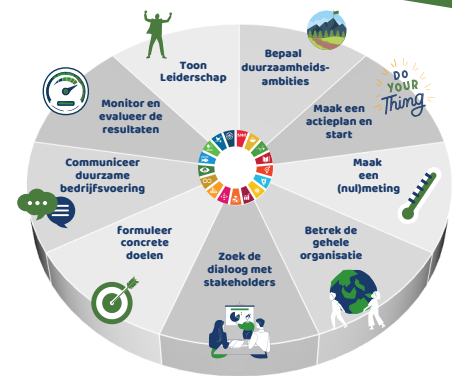 Toon
Leiderschap
Bepaal
duurzaamheids-
ambities
DO
YOUR
Thing
Maak een
actieplan en
start
Maak
een
(nul)meting
Betrek de
gehele
organisatie
Zoek de
dialoog met
stakeholders
formuleer
concrete
doelen
Communiceer
duurzame
bedrijfsvoering
Monitor en
evalueer de
resultaten